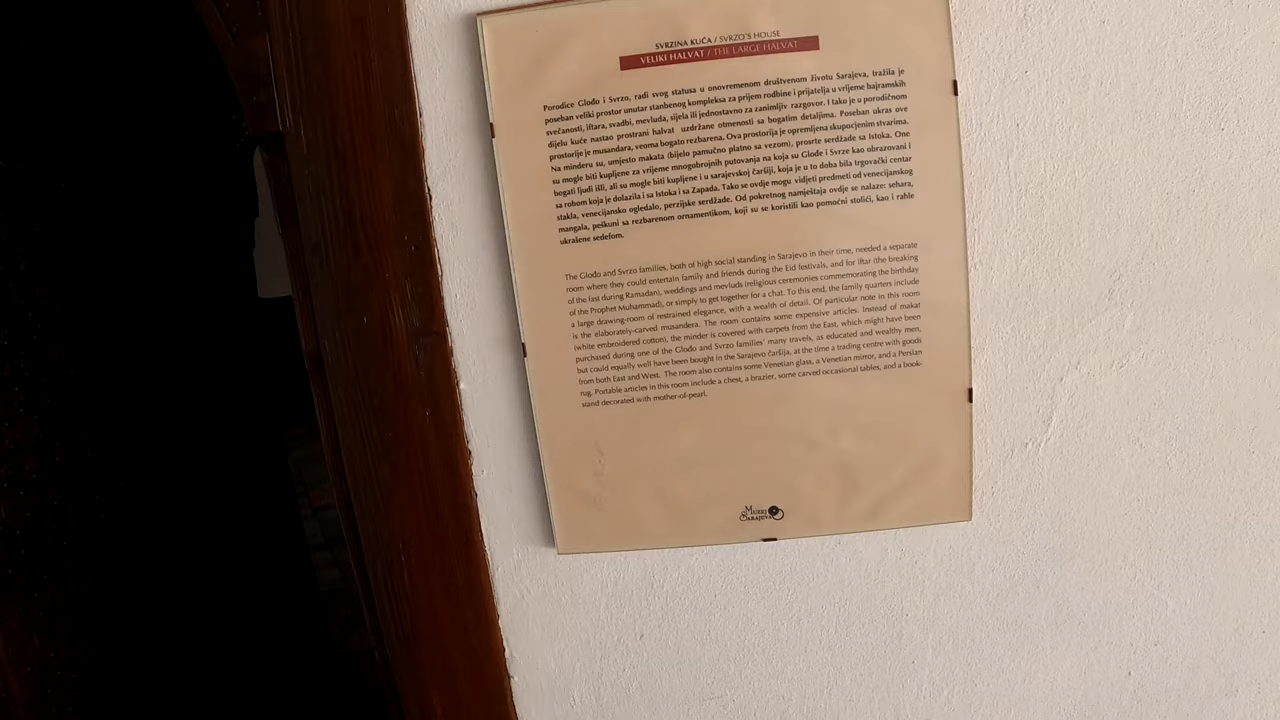 SVRZINA KUĆA / SVRZO'S HOUSE
VELIKI HALVAT / THE LARGE HALVAT
Porodice Glođo i Svrzo, radi svog statusa u onovremenom društvenom životu Sarajeva, tražila je
poseban veliki prostor unutar stanbenog kompleksa za prijem rodbine i prijatelja u vrijeme bajramskih
svečanosti, iftara, svadbi, mevluda, sijela ili jednostavno za zanimljiv razgovor. I tako je u porodičnom
dijelu kuće nastao prostrani halvat uzdržane otmenosti sa bogatim detaljima. Poseban ukras ove
prostorije je musandara, veoma bogato rezbarena. Ova prostorija je opremljena skupocjenim stvarima.
Na minderu su, umjesto makata (bijelo pamučno platno sa vezom), prosrte serdžade sa Istoka. One
su mogle biti kupljene za vrijeme mnogobrojnih putovanja na koja su Glođe i Svrze kao obrazovani i
bogati ljudi išli, ali su mogle biti kupljene i u sarajevskoj čaršiji, koja je u to doba bila trgovački centar
sa robom koja je dolazila i sa Istoka i sa Zapada. Tako se ovdje mogu vidjeti predmeti od venecijanskog
stakla, venecijansko ogledalo, perzijske serdžade. Od pokretnog namještaja ovdje se nalaze: sehara,
mangala, peškuni sa rezbarenom ornamentikom, koji su se koristili kao pomoćni stolići, kao i rahle
ukrašene sedefom.
The Glođo and Svrzo families, both of high social standing in Sarajevo in their time, needed a separate
room where they could entertain family and friends during the Eid festivals, and for iftar (the breaking
of the fast during Ramadan), weddings and mevluds (religious ceremonies commemorating the birthday
of the Prophet Muhammad), or simply to get together for a chat. To this end, the family quarters include
a large drawing-room of restrained elegance, with a wealth of detail. Of particular note in this room
is the elaborately-carved musandera. The room contains some expensive articles. Instead of makat
(white embroidered cotton), the minder is covered with carpets from the East, which might have been
purchased during one of the Glođo and Svrzo families' many travels, as educated and wealthy men,
but could equally well have been bought in the Sarajevo čaršija, at the time a trading centre with goods
from both East and West. The room also contains some Venetian glass, a Venetian mirror, and a Persian
rug. Portable articles in this room include a chest, a brazier, some carved occasional tables, and a book-
stand decorated with mother-of-pearl.
MUZEJ
SARAJEVA